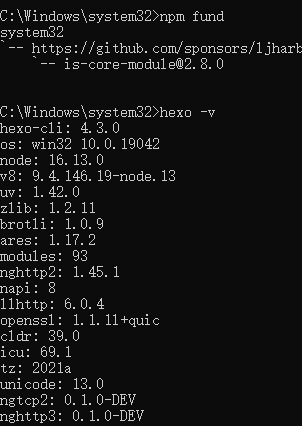 C:\Windows\system32>npm fund
system32
`-- https://github.com/sponsors/ljharb
    `-- is-core-module@2.8.0
C:\Windows\system32>hexo -v
hexo-cli: 4.3.0
os: win32 10.0.19042
node: 16.13.0
v8: 9.4.146.19-node.13
uv: 1.42.0
zlib: 1.2.11
brotli: 1.0.9
ares: 1.17.2
modules: 93
nghttp2: 1.45.1
napi: 8
llhttp: 6.0.4
openssl: 1.1.1l+quic
cldr: 39.0
icu: 69.1
tz: 2021a
unicode: 13.0
ngtcp2: 0.1.0-DEV
nghttp3: 0.1.0-DEV